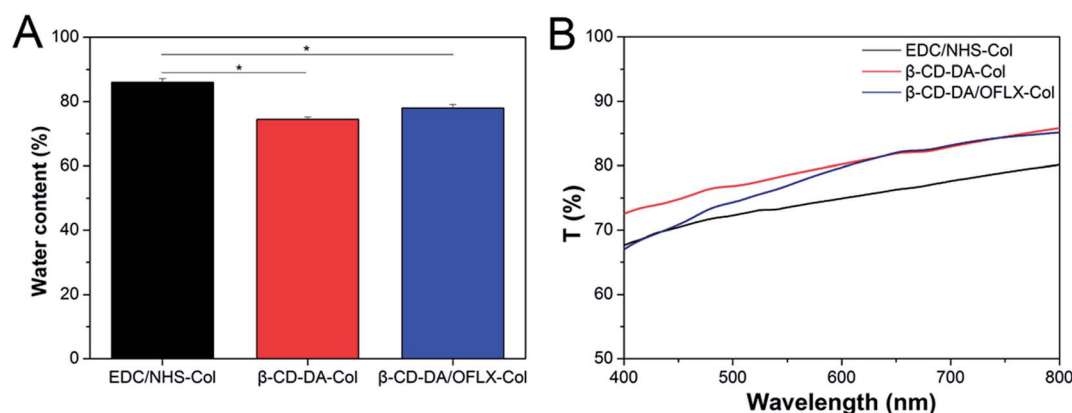 A
Water content (%)
100
80
60
40
20
0
*
*
EDC/NHS-Col
β-CD-DA-Col
β-CD-DA/OFLX-Col
B
T (%)
100
90
80
70
60
50
EDC/NHS-Col
β-CD-DA-Col
β-CD-DA/OFLX-Col
400
500
600
700
800
Wavelength (nm)